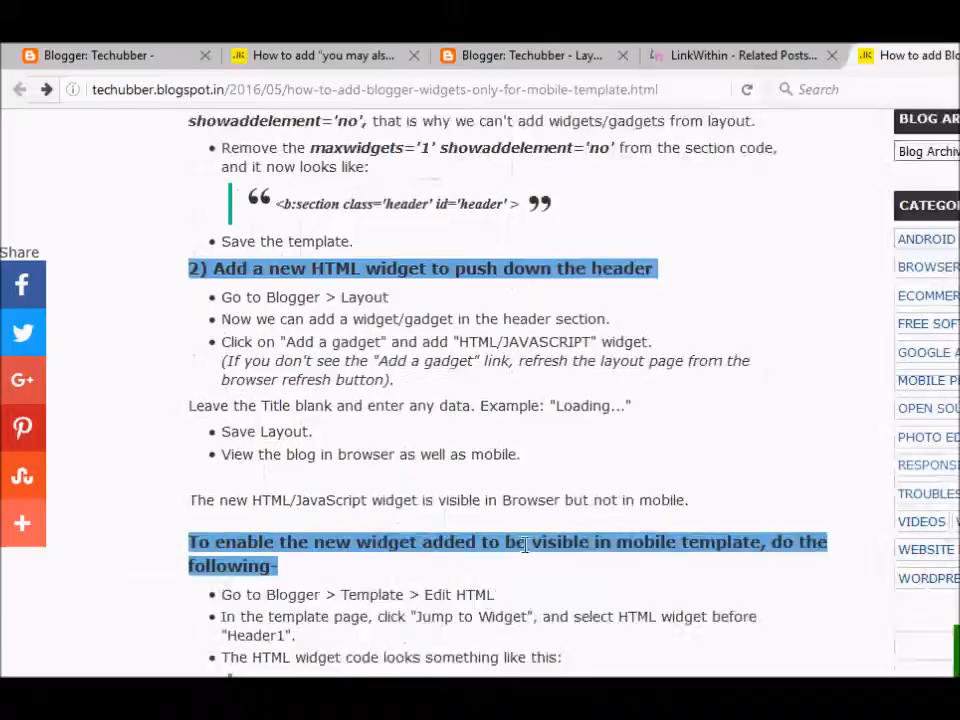 Blogger: Techubber -
How to add "you may als...
Blogger: Techubber - Lay...
LinkWithin - Related Posts...
How to add Blo
techubber.blogspot.in/2016/05/how-to-add-blogger-widgets-only-for-mobile-template.html
Search
showaddelement='no', that is why we can't add widgets/gadgets from layout.
BLOG AR
• Remove the maxwidgets='1' showaddelement='no' from the section code,
and it now looks like:
Blog Archiv
<b:section class='header' id='header' >
CATEGO
• Save the template.
ANDROID
Share
2) Add a new HTML widget to push down the header
BROWSER
• Go to Blogger > Layout
ECOMMER
• Now we can add a widget/gadget in the header section.
FREE SOF
• Click on "Add a gadget" and add "HTML/JAVASCRIPT" widget.
GOOGLE A
(If you don't see the "Add a gadget" link, refresh the layout page from the
browser refresh button).
MOBILE P
Leave the Title blank and enter any data. Example: "Loading..."
OPEN SOU
• Save Layout.
PHOTO ED
• View the blog in browser as well as mobile.
RESPONS
TROUBLES
The new HTML/JavaScript widget is visible in Browser but not in mobile.
VIDEOS
To enable the new widget added to be visible in mobile template, do the
following-
WEBSITE
WORDPRE
• Go to Blogger > Template > Edit HTML
• In the template page, click "Jump to Widget", and select HTML widget before
"Header1".
• The HTML widget code looks something like this: